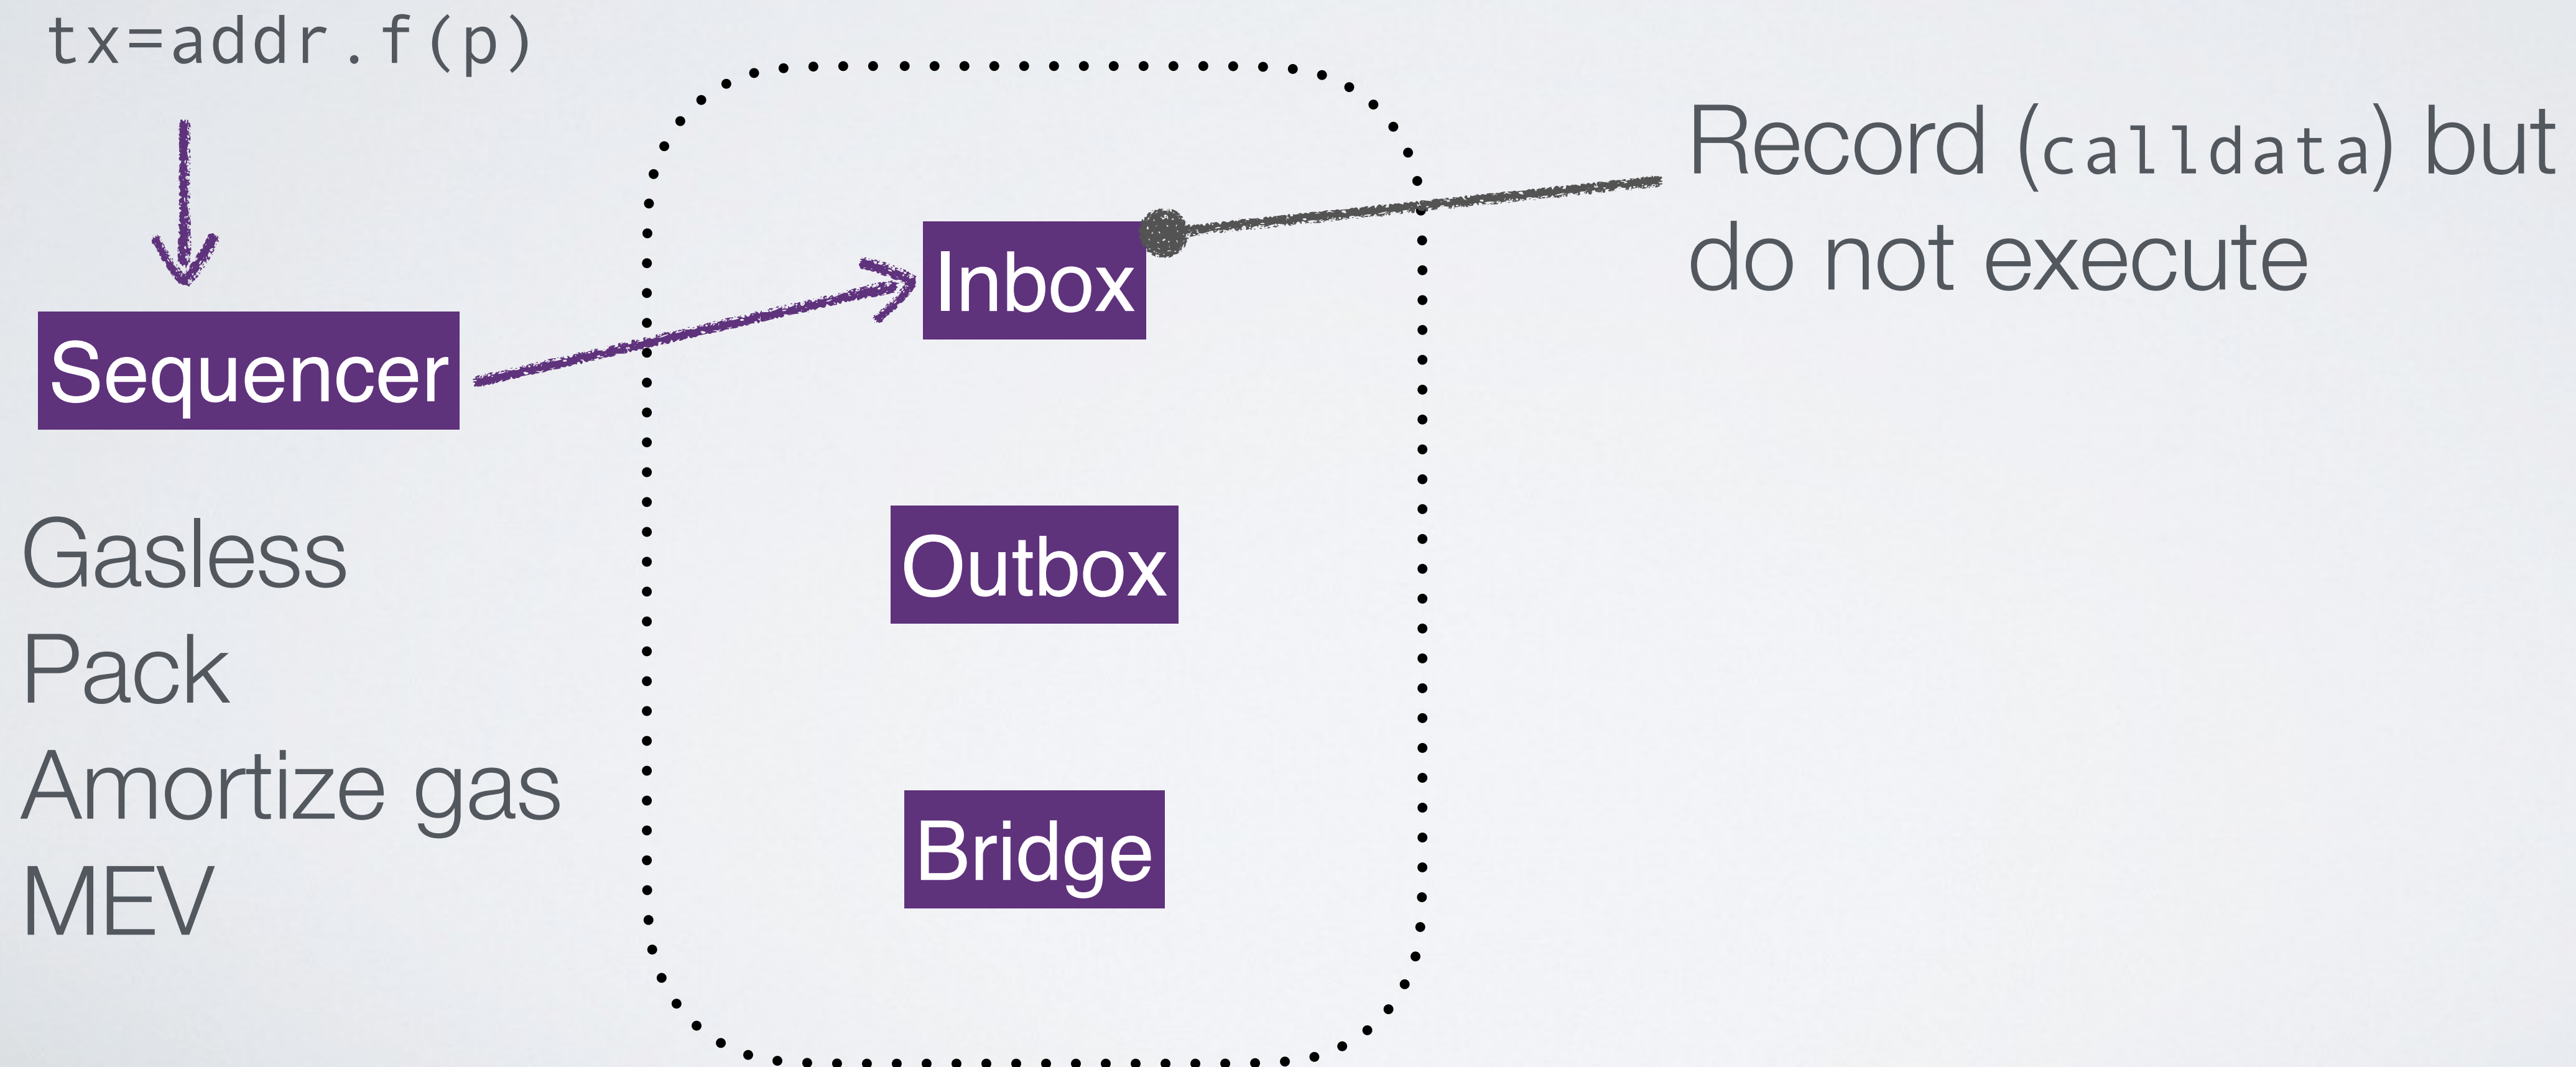 tx=addr.f(p)
Sequencer
Gasless
Pack
Amortize gas
MEV
Inbox
Outbox
Bridge
Record (calldata) but
do not execute